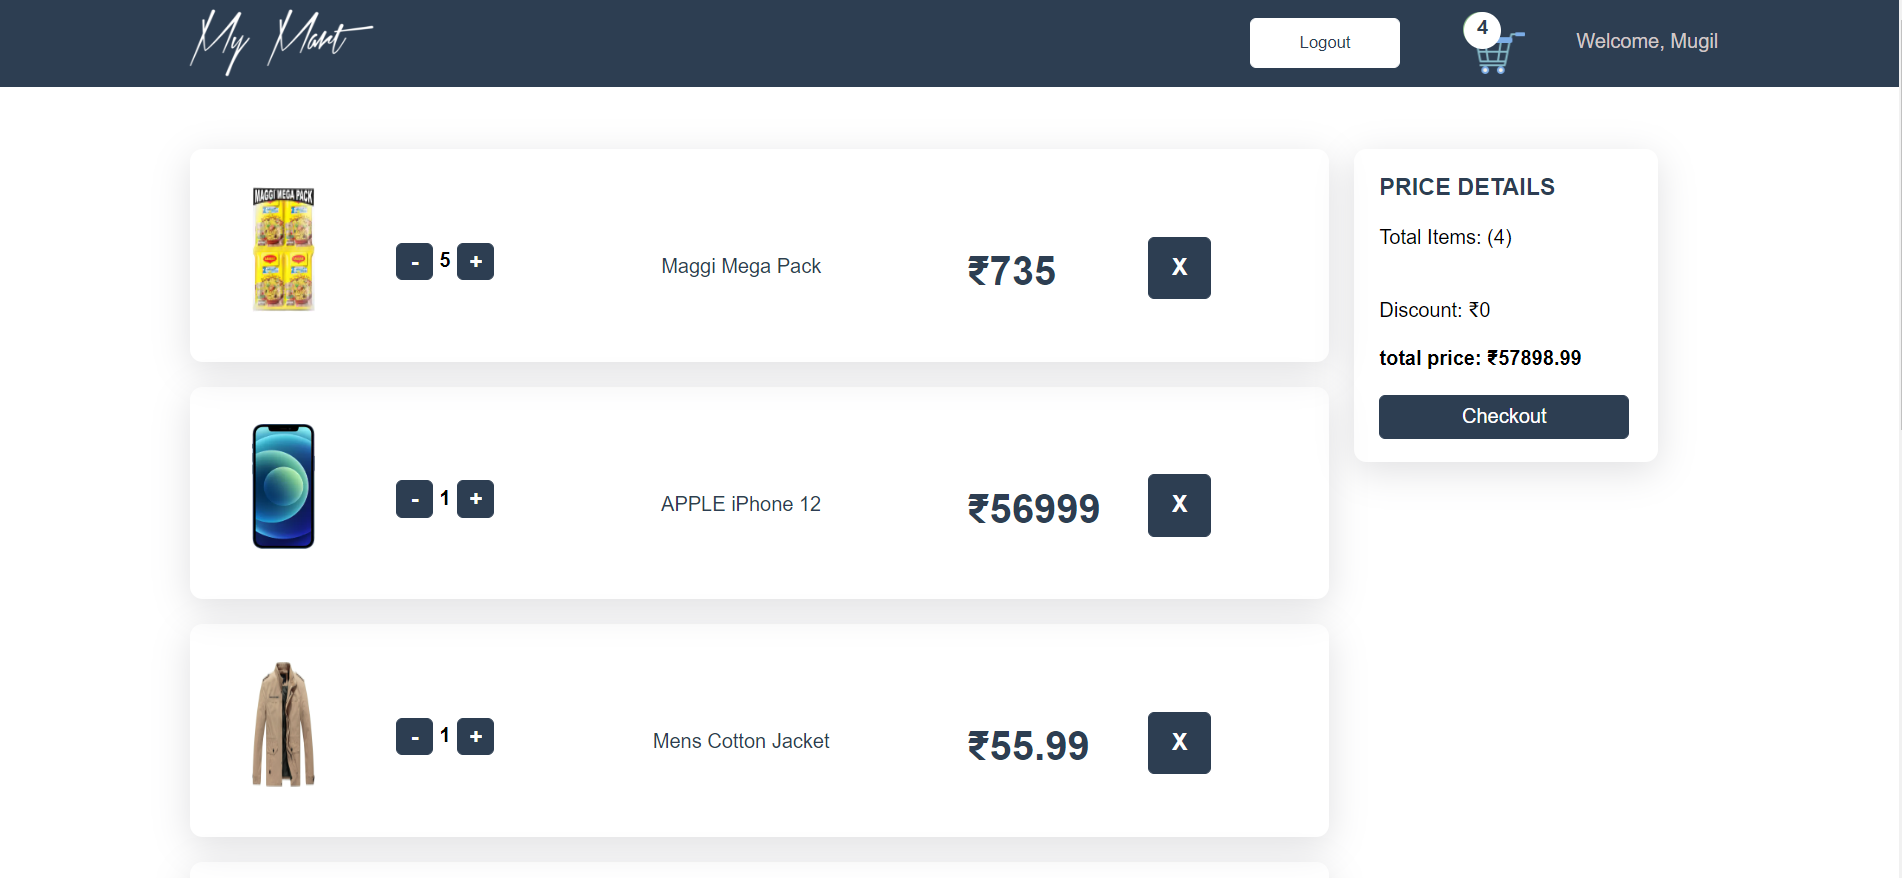 My Mart
Logout
4
Welcome, Mugil
MAGGI MEGA PACK
- 5 +
Maggi Mega Pack
₹735
X
- 1 +
APPLE iPhone 12
₹56999
X
- 1 +
Mens Cotton Jacket
₹55.99
X
PRICE DETAILS
Total Items: (4)
Discount: ₹0
total price: ₹57898.99
Checkout